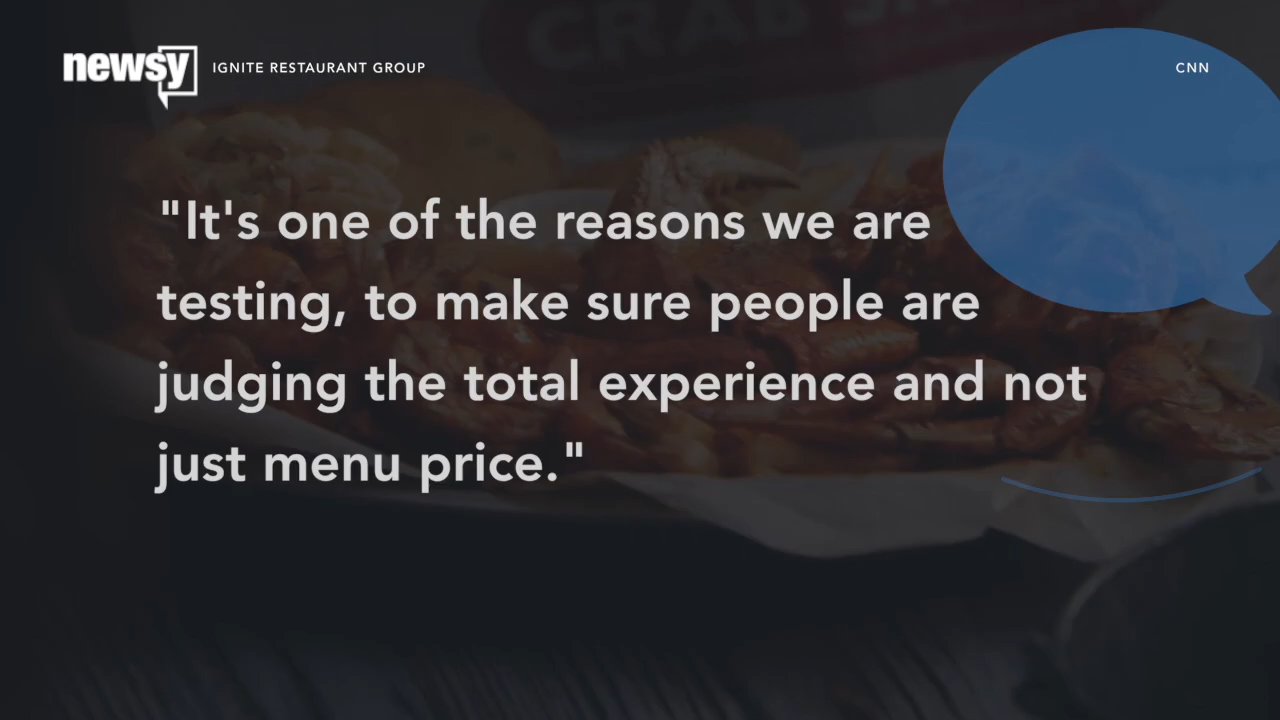 newsy IGNITE RESTAURANT GROUP
CNN
CRAB
"It's one of the reasons we are
testing, to make sure people are
judging the total experience and not
just menu price."